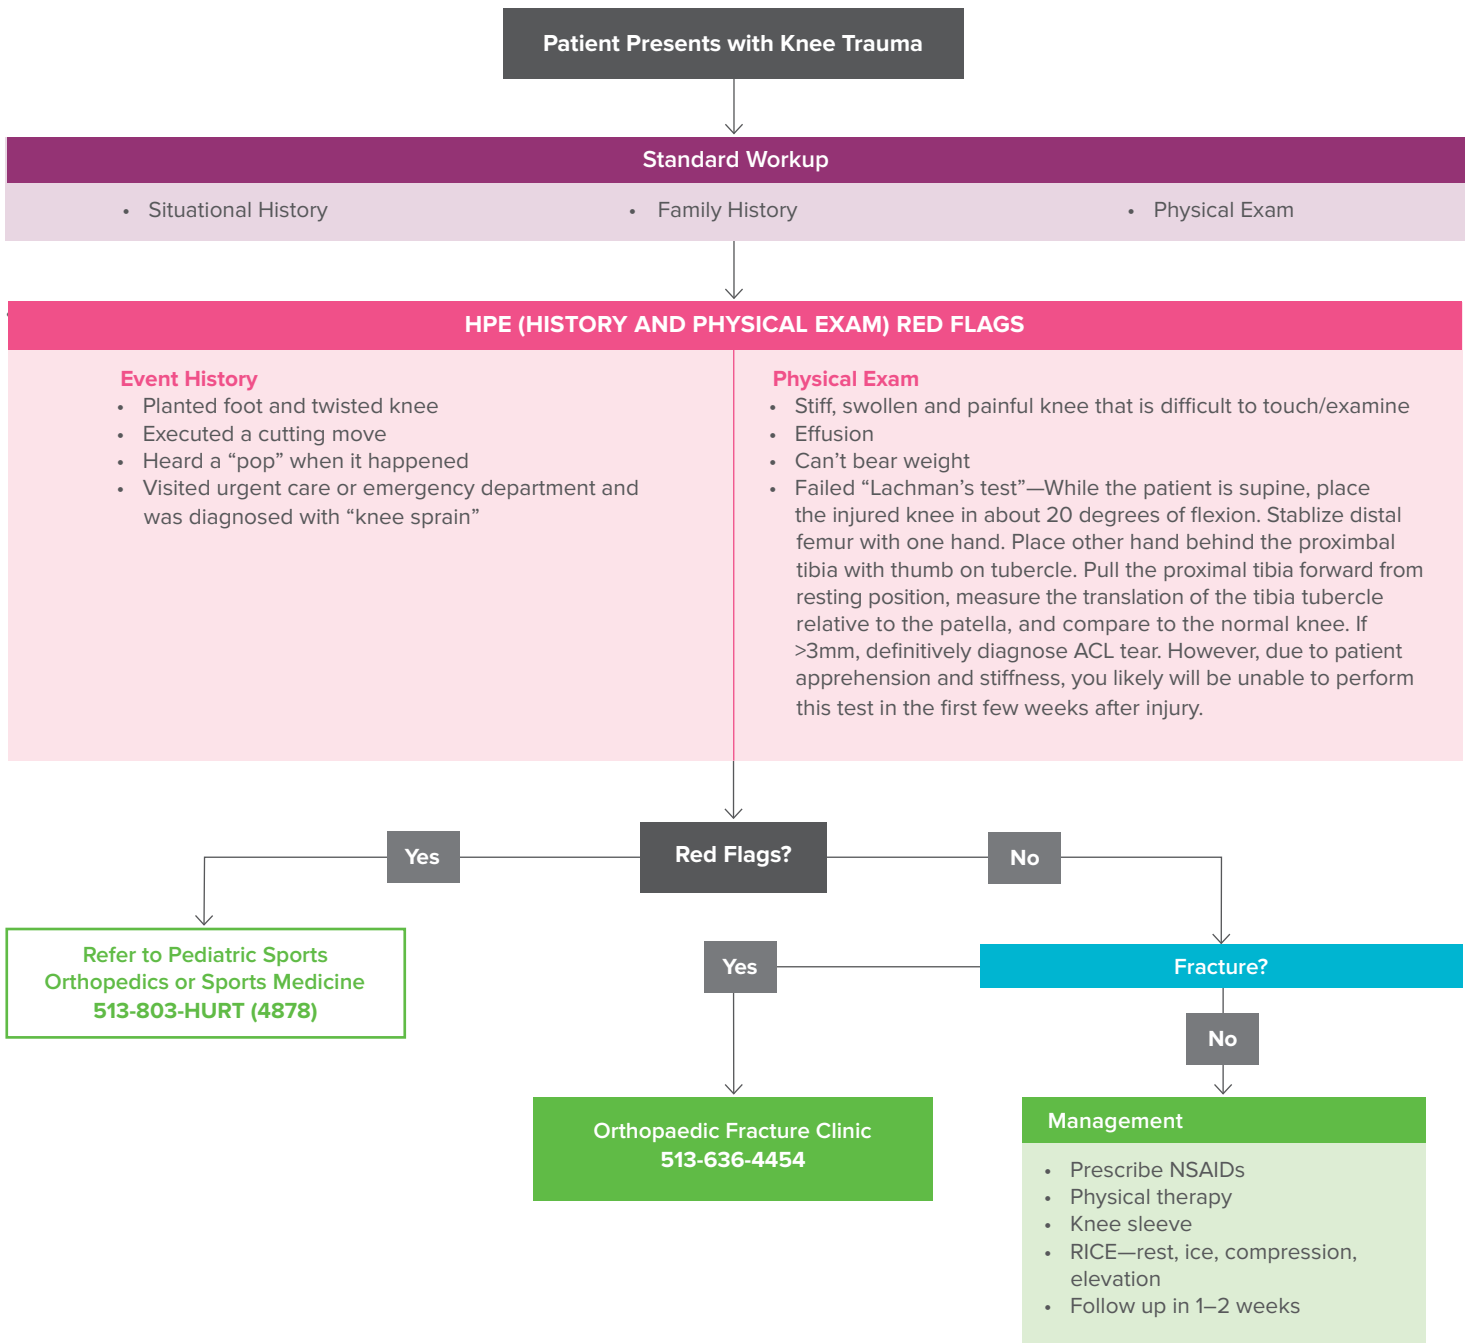 Patient Presents with Knee Trauma
Standard Workup
• Situational History
• Family History
• Physical Exam
HPE (HISTORY AND PHYSICAL EXAM) RED FLAGS
Event History
• Planted foot and twisted knee
• Executed a cutting move
• Heard a “pop” when it happened
• Visited urgent care or emergency department and
was diagnosed with “knee sprain”
Physical Exam
• Stiff, swollen and painful knee that is difficult to touch/examine
• Effusion
• Can’t bear weight
• Failed “Lachman’s test”—While the patient is supine, place
the injured knee in about 20 degrees of flexion. Stablize distal
femur with one hand. Place other hand behind the proximbal
tibia with thumb on tubercle. Pull the proximal tibia forward from
resting position, measure the translation of the tibia tubercle
relative to the patella, and compare to the normal knee. If
>3mm, definitively diagnose ACL tear. However, due to patient
apprehension and stiffness, you likely will be unable to perform
this test in the first few weeks after injury.
Red Flags?
Yes
No
Refer to Pediatric Sports
Orthopedics or Sports Medicine
513-803-HURT (4878)
Fracture?
Yes
No
Orthopaedic Fracture Clinic
513-636-4454
Management
• Prescribe NSAIDs
• Physical therapy
• Knee sleeve
• RICE—rest, ice, compression,
elevation
• Follow up in 1–2 weeks